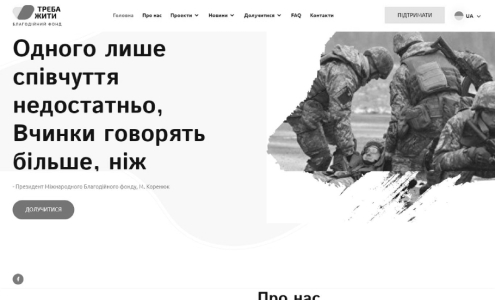 ТРЕБА
ЖИТИ
БЛАГОДІЙНИЙ ФОНД
Головна Про нас Проекти Новини Долучитися FAQ Контакти
ПІДТРИМАТИ
UA
Одного лише
співчуття
недостатньо,
Вчинки говорять
більше, ніж
-Президент Міжнародного Благодійного фонду, Н. Каренюк
ДОЛУЧИТИСЯ
Про нас